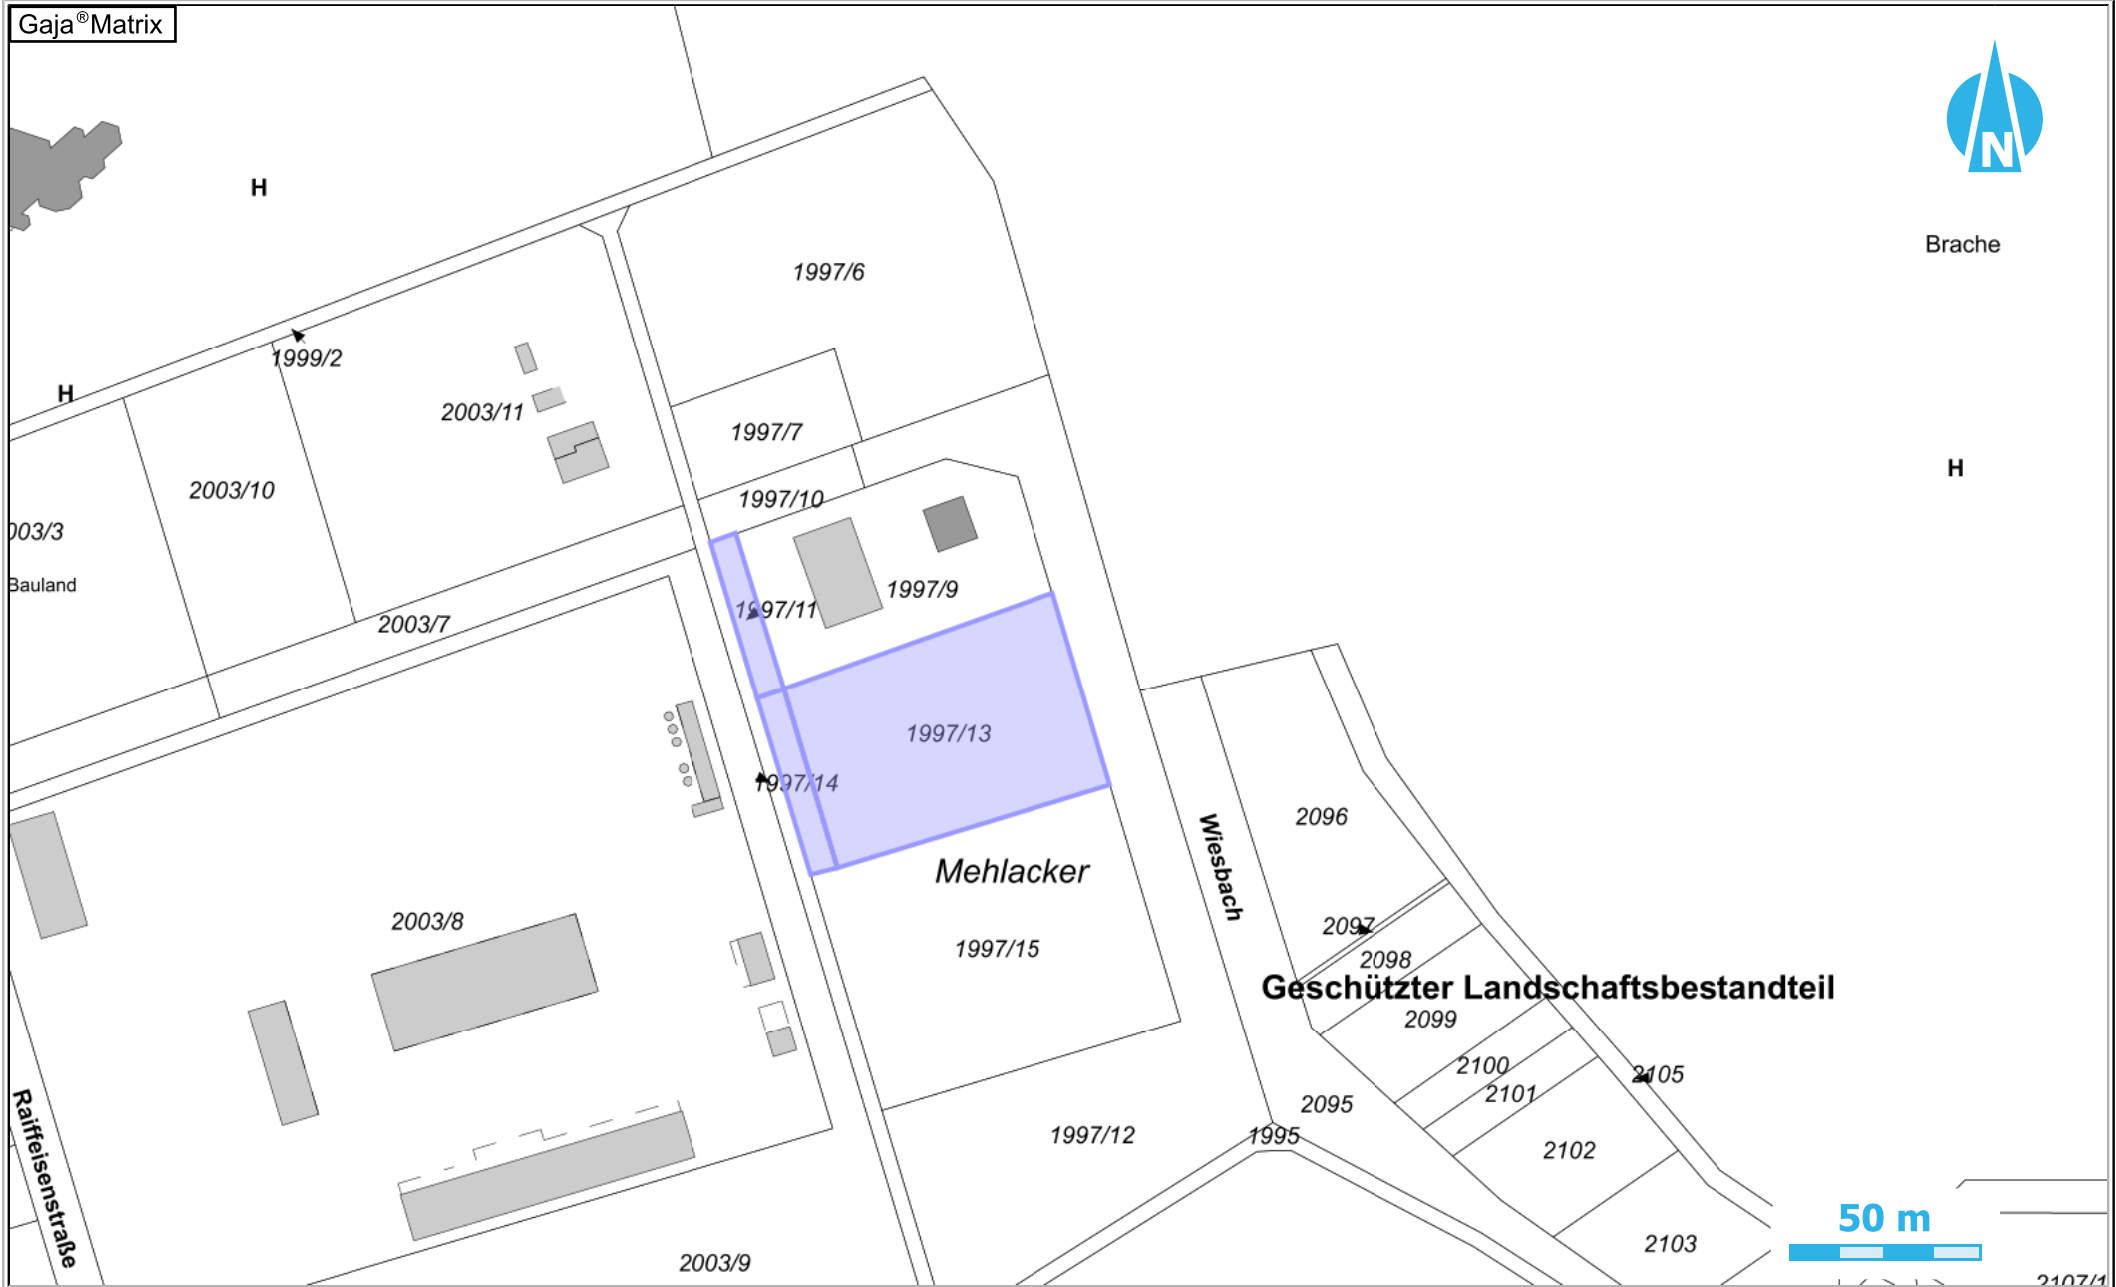 Gaja®Matrix
N
H
Brache
1997/6
1999/2
H
2003/11
1997/7
H
2003/10
1997/10
003/3
Bauland
1997/9
1997/11
2003/7
1997/13
1997/14
2096
Wiesbach
Mehlacker
2003/8
2097
1997/15
2098
Geschützter Landschaftsbestandteil
2099
2100
2105
2101
2095
1997/12
1995
2102
Raiffeisenstraße
50 m
2103
2003/9
2107/1